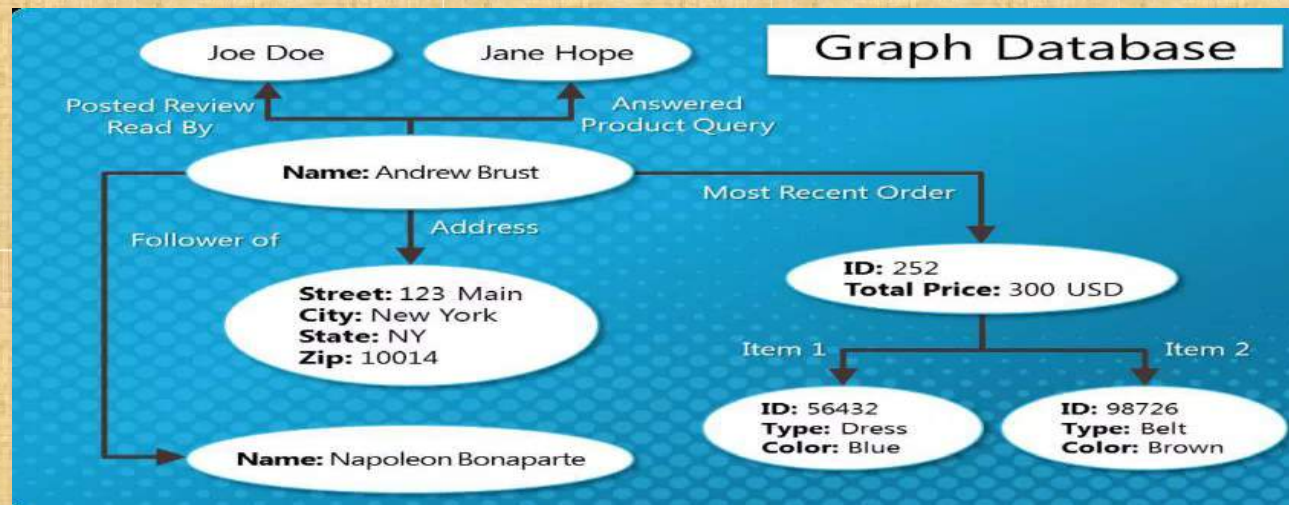 Graph Database
Joe Doe
Jane Hope
Posted Review
Read By
Answered
Product Query
Name: Andrew Brust
Most Recent Order
Follower of
Address
Street: 123 Main
City: New York
State: NY
Zip: 10014
ID: 252
Total Price: 300 USD
Item 1
Item 2
ID: 56432
Type: Dress
Color: Blue
ID: 98726
Type: Belt
Color: Brown
Name: Napoleon Bonaparte